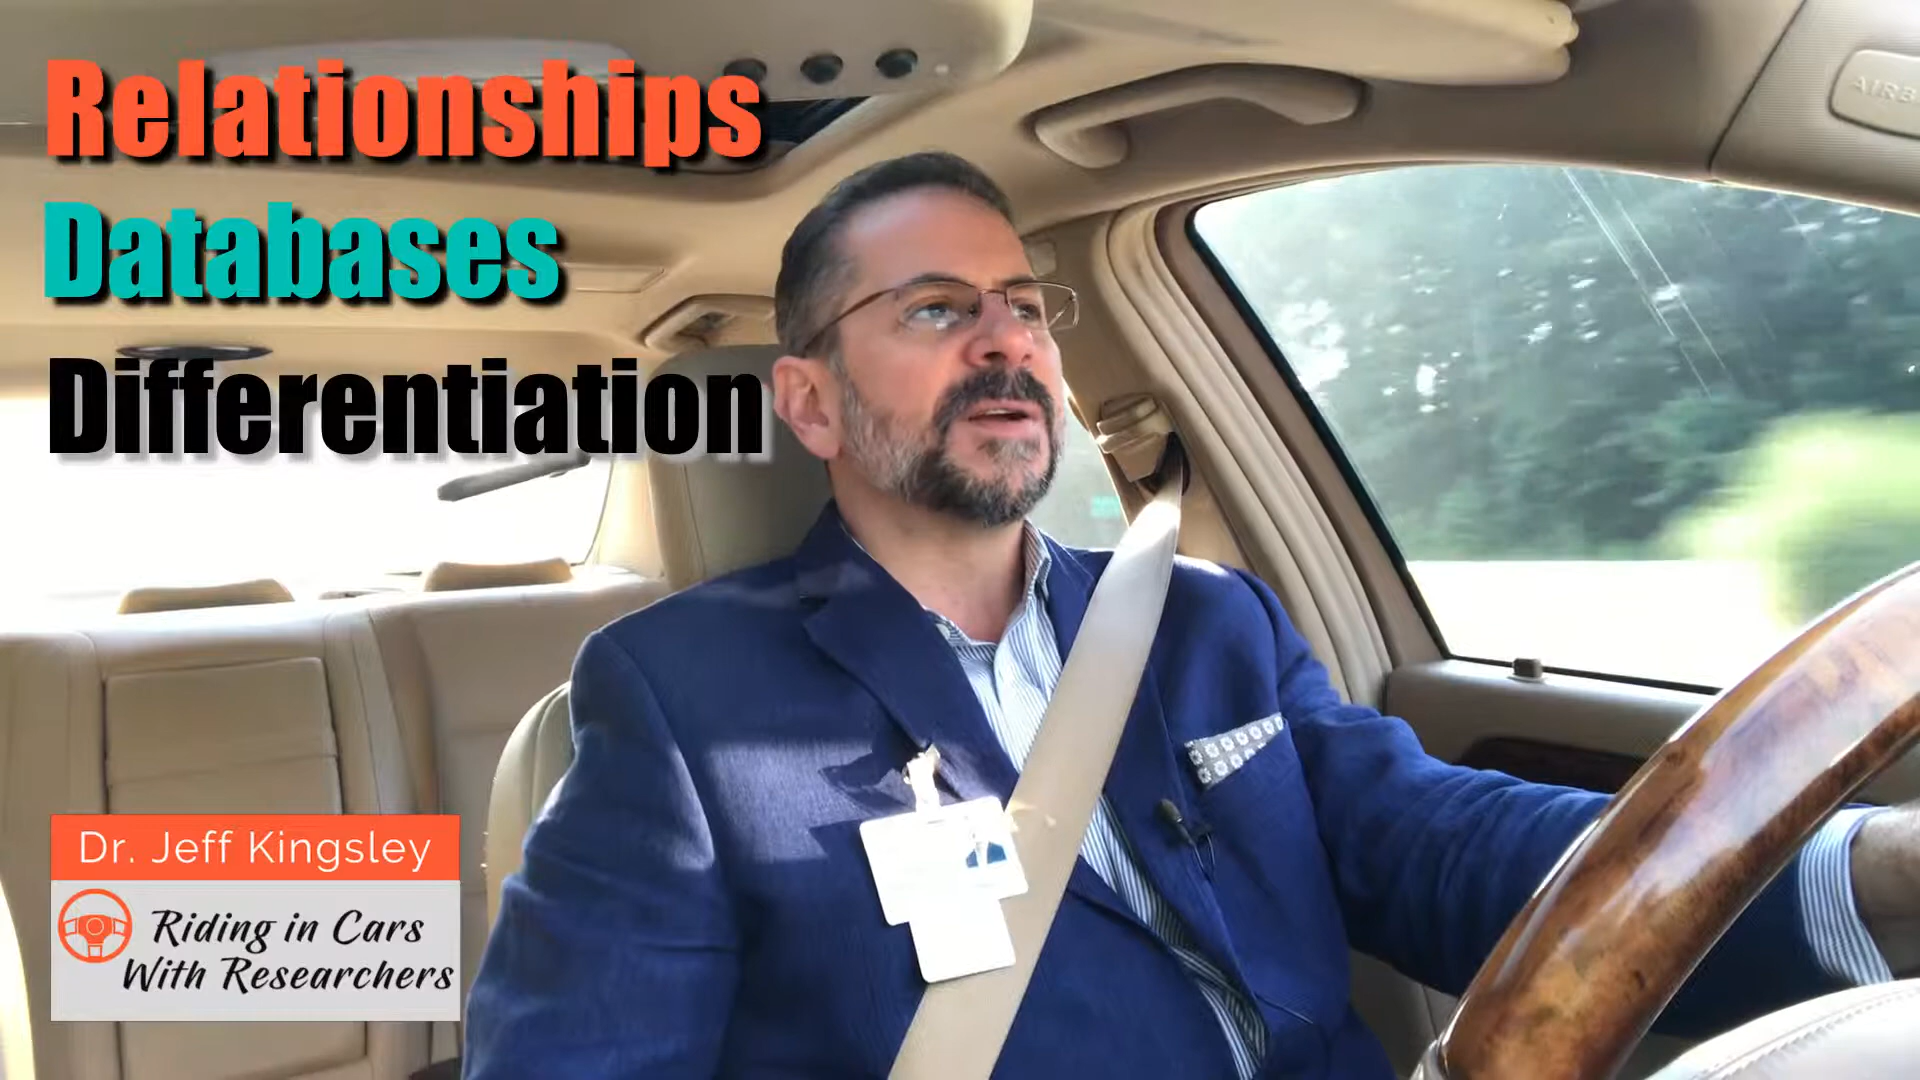 Relationships
Databases
Differentiation
Dr. Jeff Kingsley
Riding in Cars
With Researchers